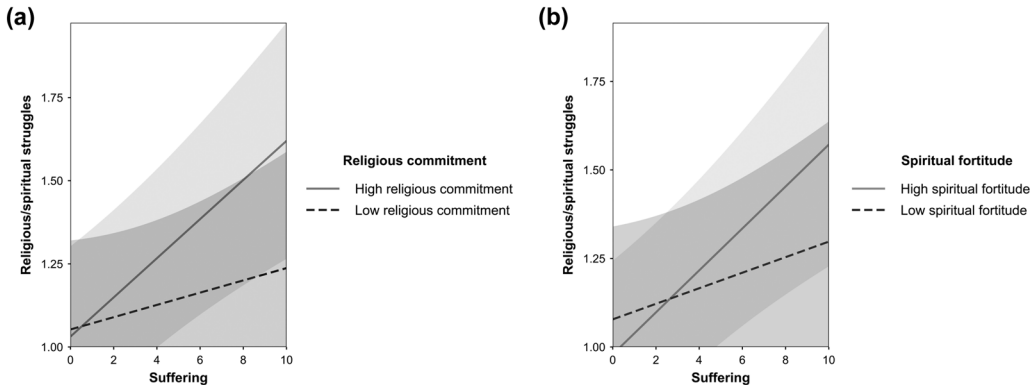 (a)
Religious/spiritual struggles
1.75
1.50
1.25
1.00
0 2 4 6 8 10
Suffering
Religious commitment
High religious commitment
Low religious commitment
(b)
Religious/spiritual struggles
1.75
1.50
1.25
1.00
0 2 4 6 8 10
Suffering
Spiritual fortitude
High spiritual fortitude
Low spiritual fortitude